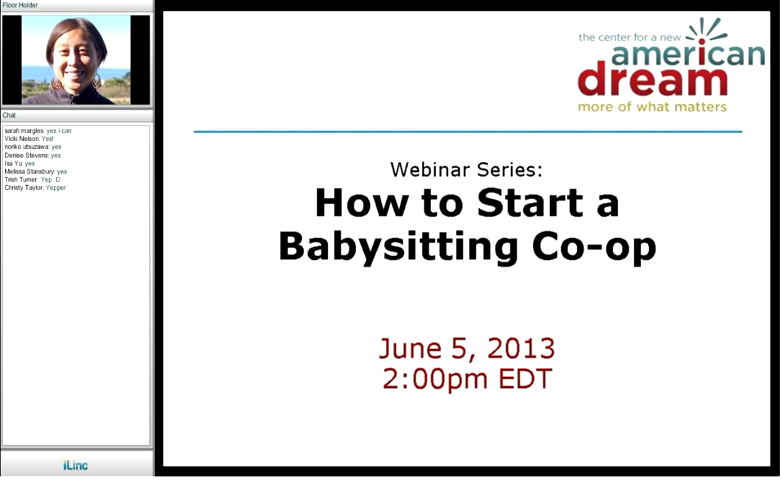 Floor Holder
Chat
sarah margles: yes i can
Vicki Nelson: Yes!
noriko utsuzawa: yes
Denise Stevens: yes
Isa Yu: yes
Melissa Stansbury: yes
Trish Turner: Yep :D
Christy Taylor: Yepper
iLinc
the center for a new
american
dream
more of what matters
Webinar Series:
How to Start a
Babysitting Co-op
June 5, 2013
2:00pm EDT